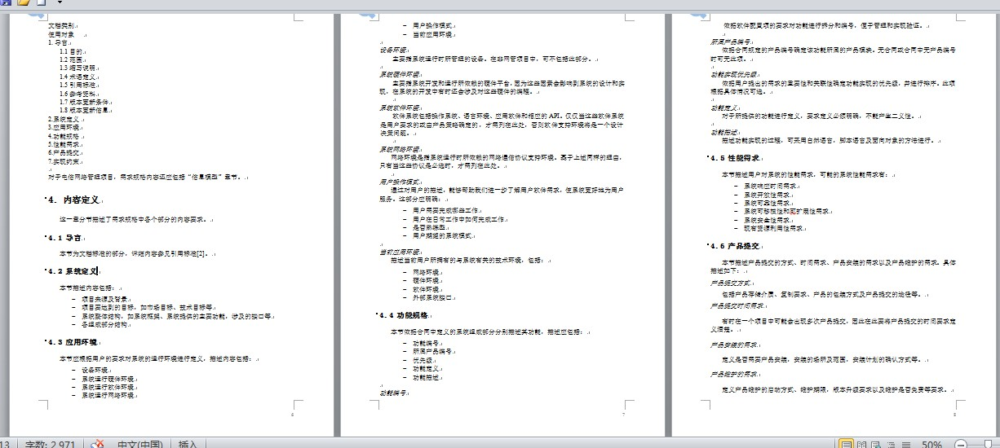 文档类别
使用对象
1. 导言
1.1 目的
1.2 范围
1.3 缩写说明
1.4 术语定义
1.5 引用标准
1.6 参考资料
1.7 版本更新条件
1.8 版本更新信息
2.系统定义
3.应用环境
4.功能规格
5.性能需求
6.产品提交
7.实现约束
对于电信网络管理项目，需求规格内容还应包括“信息模型”章节。
4. 内容定义
这一章分节描述了需求规格中各个部分的内容要求。
4.1 导言
本节为文档标准的部分，详细内容参见引用标准[2]。
4.2 系统定义
本节描述内容包括：
– 项目来源及背景
– 项目要达到的目标，如市场目标、技术目标等
– 系统整体结构，如系统框架、系统提供的主要功能，涉及的接口等
– 各组成部分结构
4.3 应用环境
本节应根据用户的要求对系统的运行环境进行定义，描述内容包括：
– 设备环境
– 系统运行硬件环境
– 系统运行软件环境
– 系统运行网络环境
6
– 用户操作模式
– 当前应用环境
设备环境
主要指系统运行时所管理的设备。在非网管项目中，可不包括此部分。
系统硬件环境
主要指系统开发和运行所依赖的硬件平台，因为这些因素会影响到系统的设计和实
现，在系统的开发中有时还会涉及对这些硬件的编程。
系统软件环境
软件系统包括操作系统、语言环境、应用软件和相应的 API。仅仅当这些软件系统
是用户要求的或由产品策略确定的，才需列在此处，否则软件支持环境将是一个设计
决策问题。
系统网络环境
网络环境是指系统运行时所依赖的网络通信协议支持环境。基于上述同样的理由，
只有当这些协议是必选时，才需列在此处。
用户操作模式
通过对用户的描述，能够帮助我们进一步了解用户软件需求，使系统更好地为用户
服务。这部分应明确：
– 用户需要完成哪些工作
– 用户在日常工作中如何完成工作
– 是否熟练型
– 用户期望的系统模式
当前应用环境
描述当前用户所拥有的与系统有关的技术环境，包括：
– 网络环境
– 硬件环境
– 软件环境
– 外部系统接口
4.4 功能规格
本节依据合同中定义的系统组成部分分别描述其功能，描述应包括：
– 功能编号
– 所属产品编号
– 优先级
– 功能定义
– 功能描述
功能编号
7
依据软件配置项的要求对功能进行拆分和编号，便于管理和实现验证。
所属产品编号
依据合同规定的产品编号确定该功能所属的产品模块。无合同或合同中无产品编号
时可无此项。
功能实现优先级
依据用户提出的需求的重要性和关联性确定功能实现的优先级，并进行排序。此项
根据具体情况可选。
功能定义
对于所提供的功能进行定义，要求定义必须明确，不能产生二义性。
功能描述
描述功能实现的过程，可采用自然语言，脚本语言及面向对象的方法进行。
4.5 性能需求
本节描述用户对系统的性能需求，可能的系统性能需求有：
– 系统响应时间需求
– 系统开放性需求
– 系统可靠性需求
– 系统可移植性和可扩展性需求
– 系统安全性需求
– 现有资源利用性需求
4.6 产品提交
本节描述产品提交的方式、时间需求、产品安装的需求以及产品维护的需求。具体
描述如下：
产品提交方式
包括产品存储介质、复制要求、产品的包装方式及产品提交的途径等。
产品提交时间需求
有时在一个项目中可能会出现多次产品提交，因此在此要将产品提交的时间要求定
义清楚。
产品安装的需求
定义是否需要产品安装，安装的场所及范围，安装计划的确认方式等。
产品维护的需求
定义产品维护的启动方式、维护期限，版本升级要求以及维护是否免费等要求。
8
13 字数: 2,971 中文(中国) 插入 50%